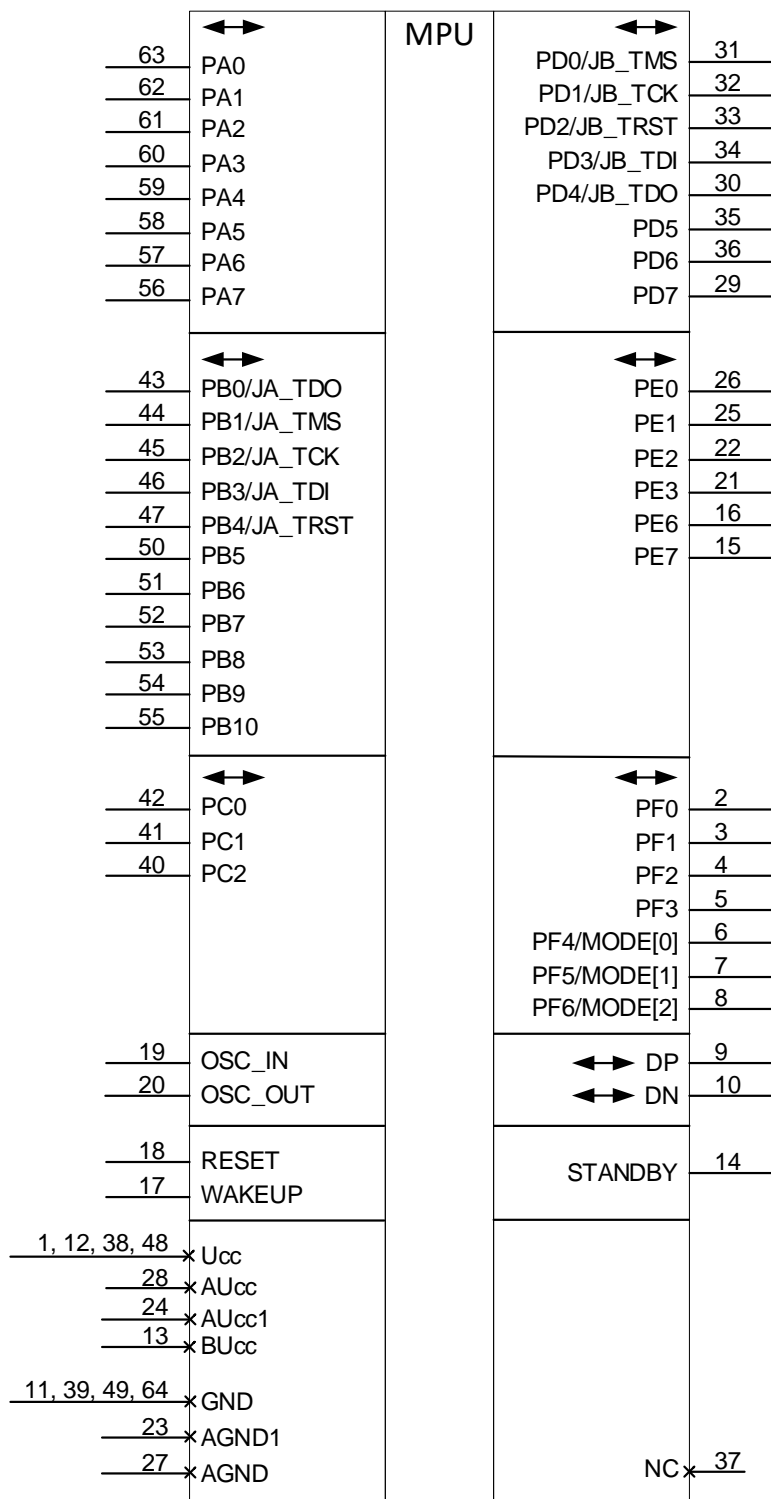 MPU
63 PA0
62 PA1
61 PA2
60 PA3
59 PA4
58 PA5
57 PA6
56 PA7
43 PB0/JA_TDO
44 PB1/JA_TMS
45 PB2/JA_TCK
46 PB3/JA_TDI
47 PB4/JA_TRST
50 PB5
51 PB6
52 PB7
53 PB8
54 PB9
55 PB10
42 PC0
41 PC1
40 PC2
19 OSC_IN
20 OSC_OUT
18 RESET
17 WAKEUP
1, 12, 38, 48 Ucc
28 AUcc
24 AUcc1
13 BUcc
11, 39, 49, 64 GND
23 AGND1
27 AGND
PD0/JB_TMS 31
PD1/JB_TCK 32
PD2/JB_TRST 33
PD3/JB_TDI 34
PD4/JB_TDO 30
PD5 35
PD6 36
PD7 29
PE0 26
PE1 25
PE2 22
PE3 21
PE6 16
PE7 15
PF0 2
PF1 3
PF2 4
PF3 5
PF4/MODE[0] 6
PF5/MODE[1] 7
PF6/MODE[2] 8
DP 9
DN 10
STANDBY 14
NC 37